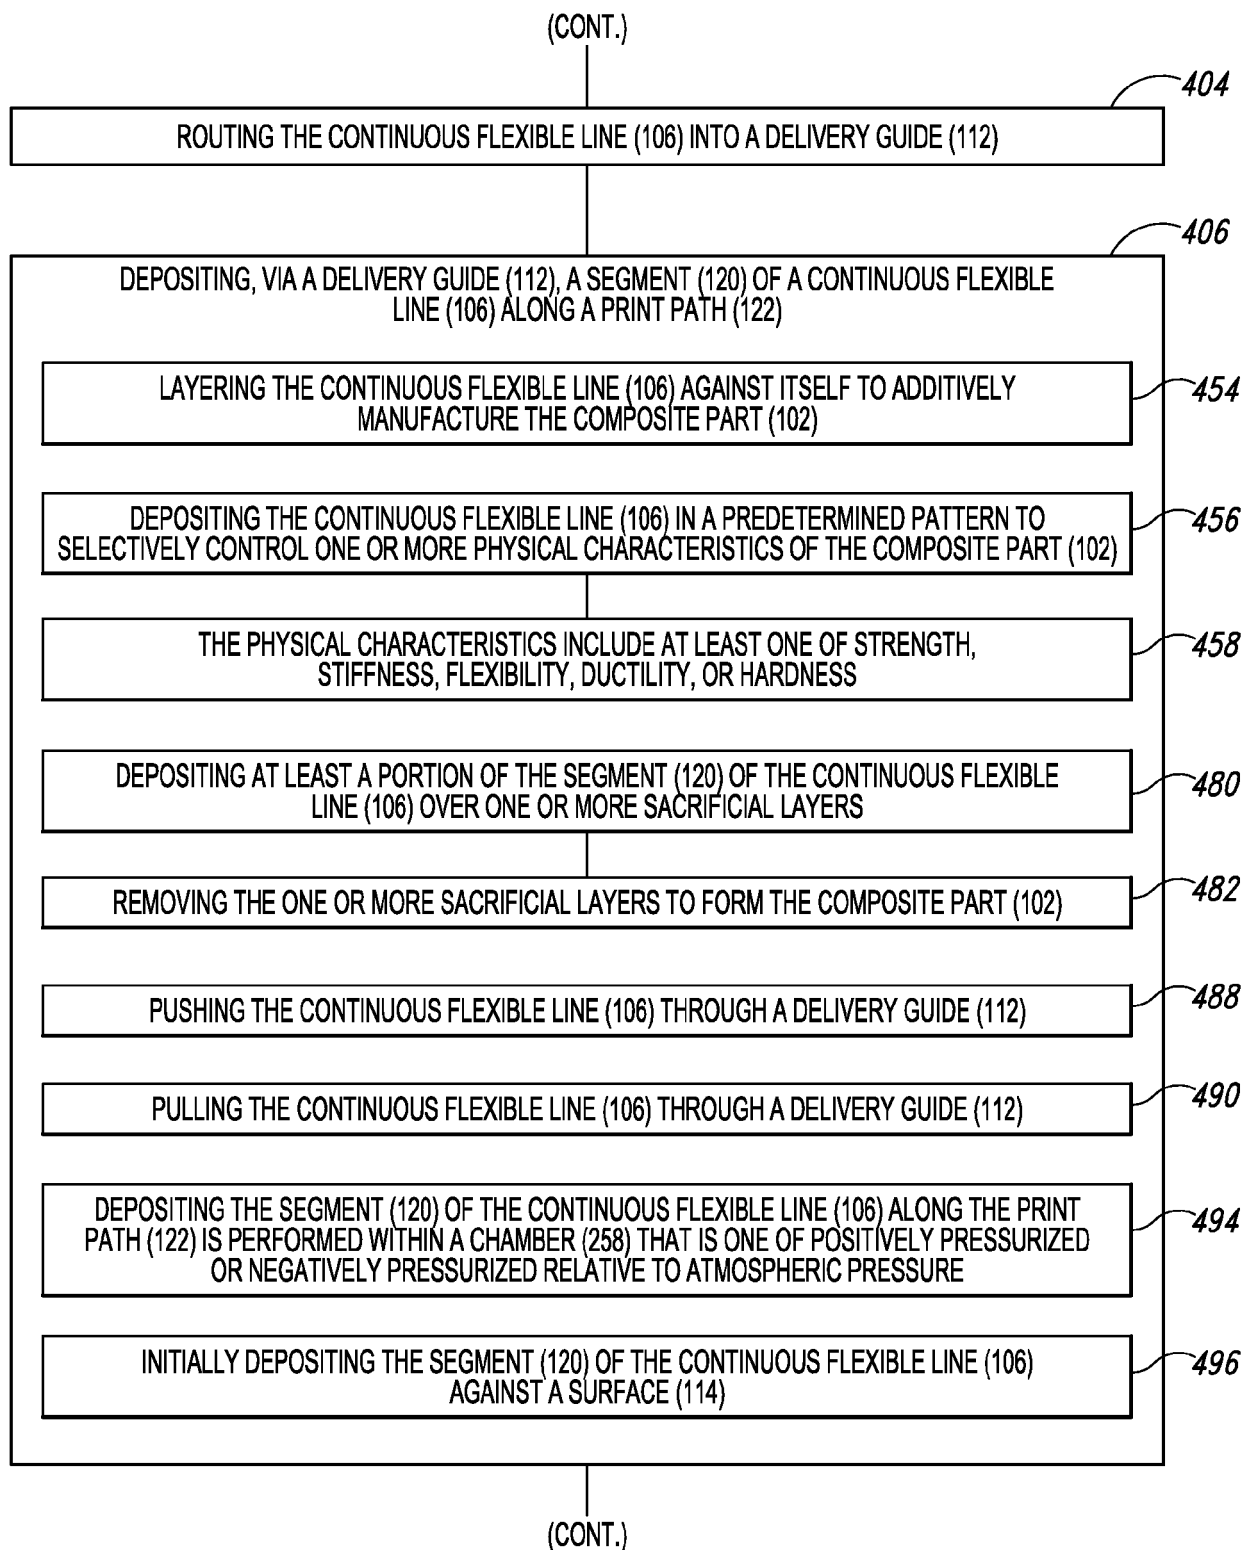 (CONT.)
404
ROUTING THE CONTINUOUS FLEXIBLE LINE (106) INTO A DELIVERY GUIDE (112)
406
DEPOSITING, VIA A DELIVERY GUIDE (112), A SEGMENT (120) OF A CONTINUOUS FLEXIBLE
LINE (106) ALONG A PRINT PATH (122)
LAYERING THE CONTINUOUS FLEXIBLE LINE (106) AGAINST ITSELF TO ADDITIVELY
MANUFACTURE THE COMPOSITE PART (102)
454
DEPOSITING THE CONTINUOUS FLEXIBLE LINE (106) IN A PREDETERMINED PATTERN TO
SELECTIVELY CONTROL ONE OR MORE PHYSICAL CHARACTERISTICS OF THE COMPOSITE PART (102)
456
THE PHYSICAL CHARACTERISTICS INCLUDE AT LEAST ONE OF STRENGTH,
STIFFNESS, FLEXIBILITY, DUCTILITY, OR HARDNESS
458
DEPOSITING AT LEAST A PORTION OF THE SEGMENT (120) OF THE CONTINUOUS FLEXIBLE
LINE (106) OVER ONE OR MORE SACRIFICIAL LAYERS
480
REMOVING THE ONE OR MORE SACRIFICIAL LAYERS TO FORM THE COMPOSITE PART (102)
482
PUSHING THE CONTINUOUS FLEXIBLE LINE (106) THROUGH A DELIVERY GUIDE (112)
488
PULLING THE CONTINUOUS FLEXIBLE LINE (106) THROUGH A DELIVERY GUIDE (112)
490
DEPOSITING THE SEGMENT (120) OF THE CONTINUOUS FLEXIBLE LINE (106) ALONG THE PRINT
PATH (122) IS PERFORMED WITHIN A CHAMBER (258) THAT IS ONE OF POSITIVELY PRESSURIZED
OR NEGATIVELY PRESSURIZED RELATIVE TO ATMOSPHERIC PRESSURE
494
INITIALLY DEPOSITING THE SEGMENT (120) OF THE CONTINUOUS FLEXIBLE LINE (106)
AGAINST A SURFACE (114)
496
(CONT.)